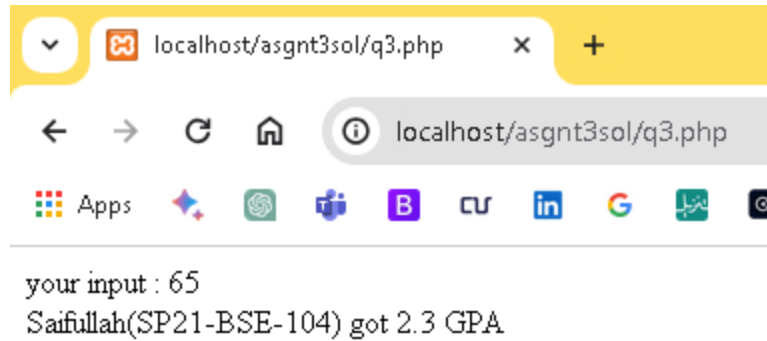 localhost/asgnt3sol/q3.php
localhost/asgnt3sol/q3.php
Apps
B
in
G
your input : 65
Saifullah(SP21-BSE-104) got 2.3 GPA